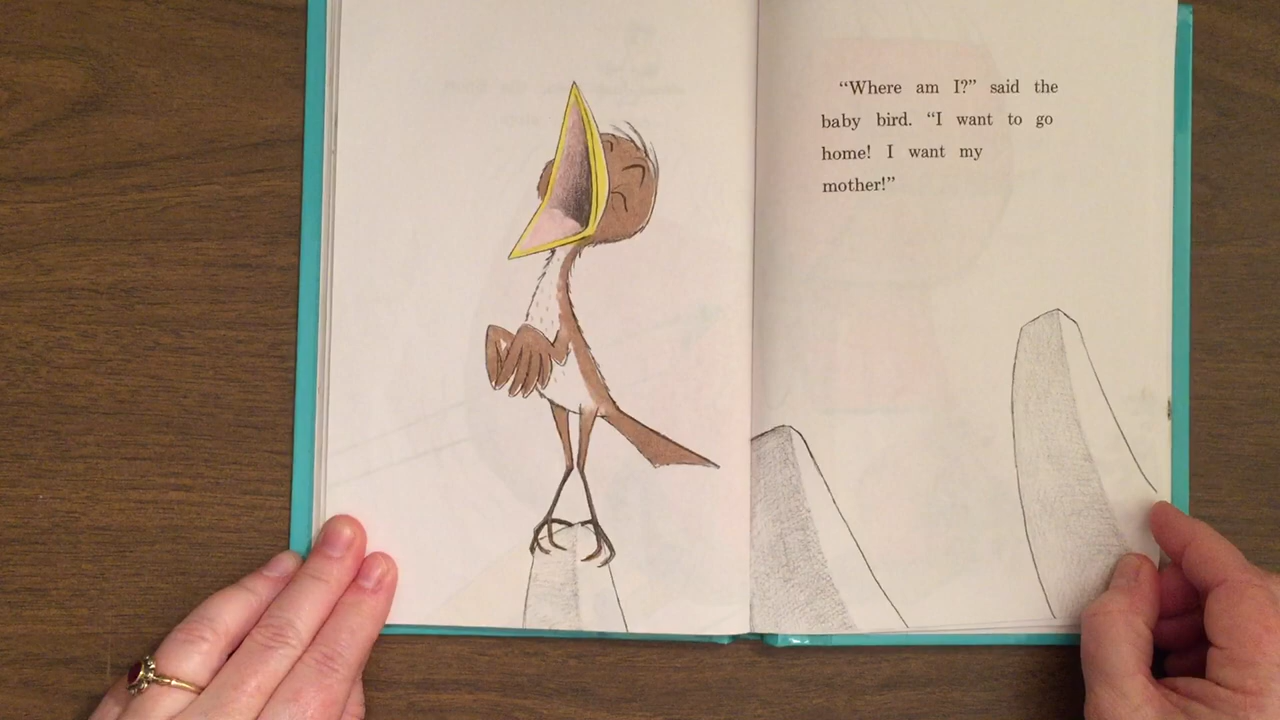 “Where am I?” said the
baby bird. “I want to go
home! I want my
mother!”